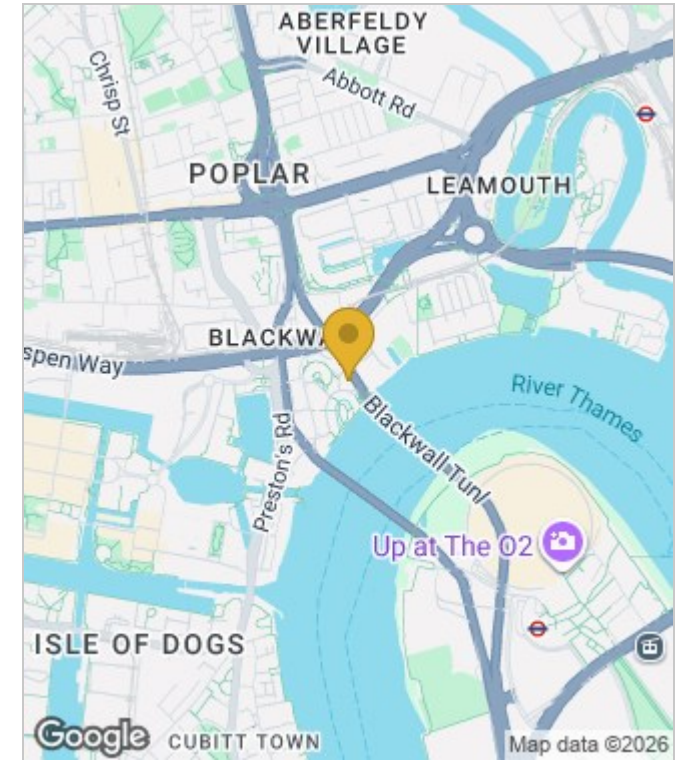 ABERFELDY
VILLAGE
Chrisp St
Abbott Rd
POPLAR
LEAMOUTH
BLACKWA
spen Way
River Thames
Preston's Rd
Blackwall Tunl
Up at The O2
ISLE OF DOGS
Google
CUBITT TOWN
Map data ©2026